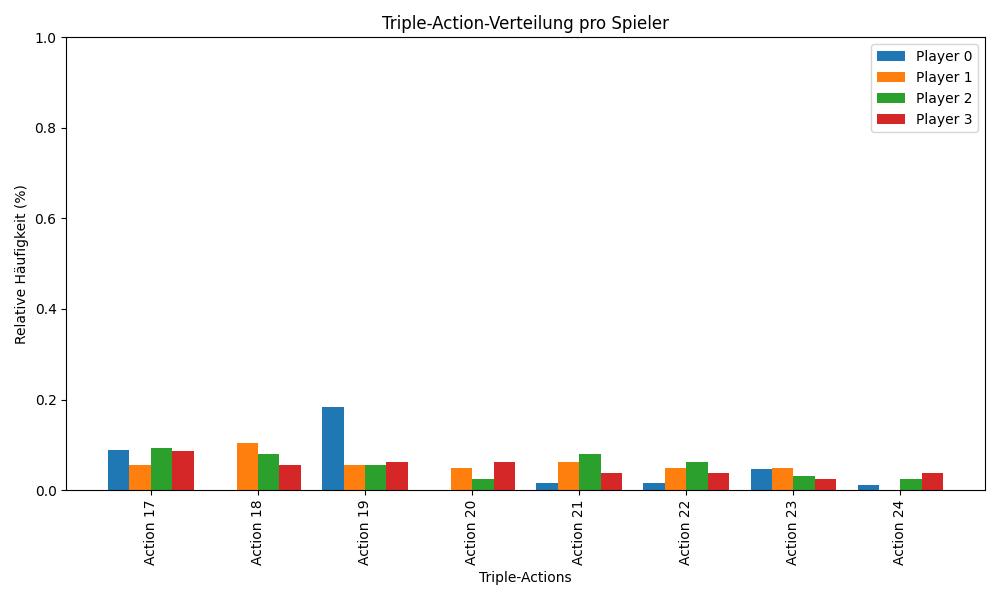 Triple-Action-Verteilung pro Spieler
Relative Häufigkeit (%)
1.0
0.8
0.6
0.4
0.2
0.0
Player 0
Player 1
Player 2
Player 3
Action 17
Action 18
Action 19
Action 20
Action 21
Action 22
Action 23
Action 24
Triple-Actions